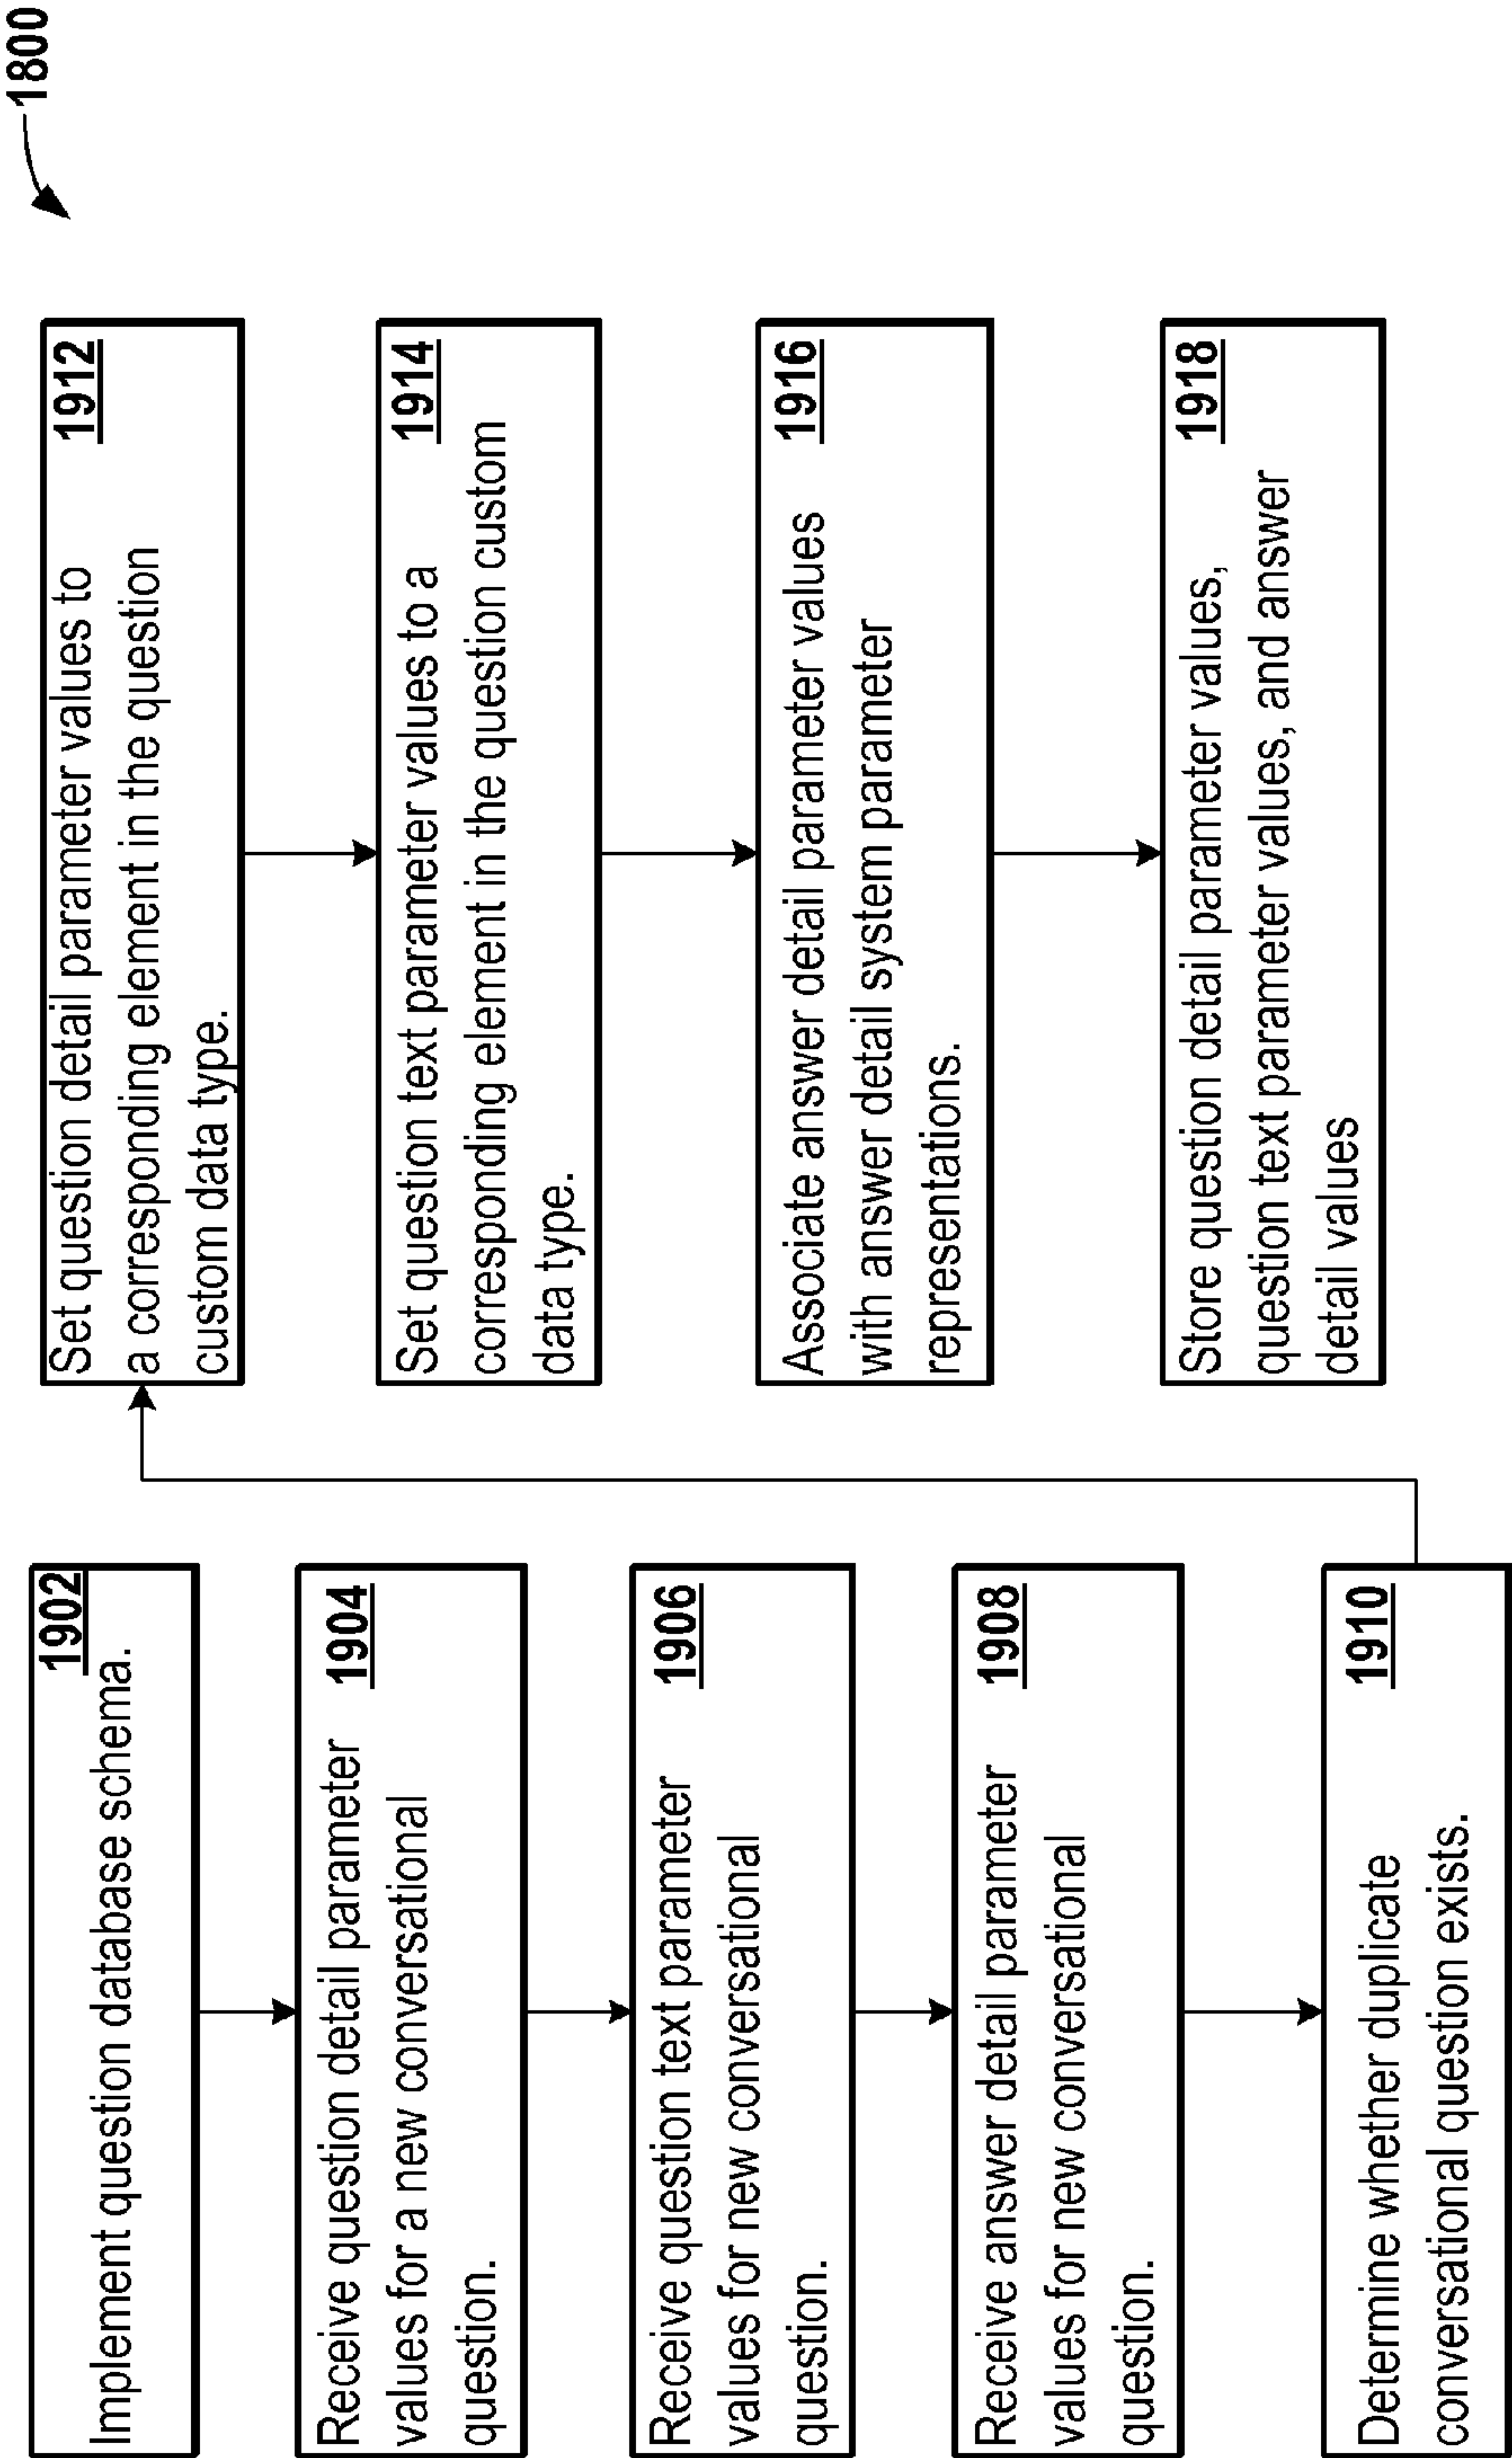 1800
1902
Implement question database schema.
Receive question detail parameter 1904
values for a new conversational
question.
Receive question text parameter 1906
values for new conversational
question.
Receive answer detail parameter 1908
values for new conversational
question.
1910
Determine whether duplicate
conversational question exists.
Set question detail parameter values to 1912
a corresponding element in the question
custom data type.
Set question text parameter values to a 1914
corresponding element in the question custom
data type.
Associate answer detail parameter values 1916
with answer detail system parameter
representations.
Store question detail parameter values, 1918
question text parameter values, and answer
detail values